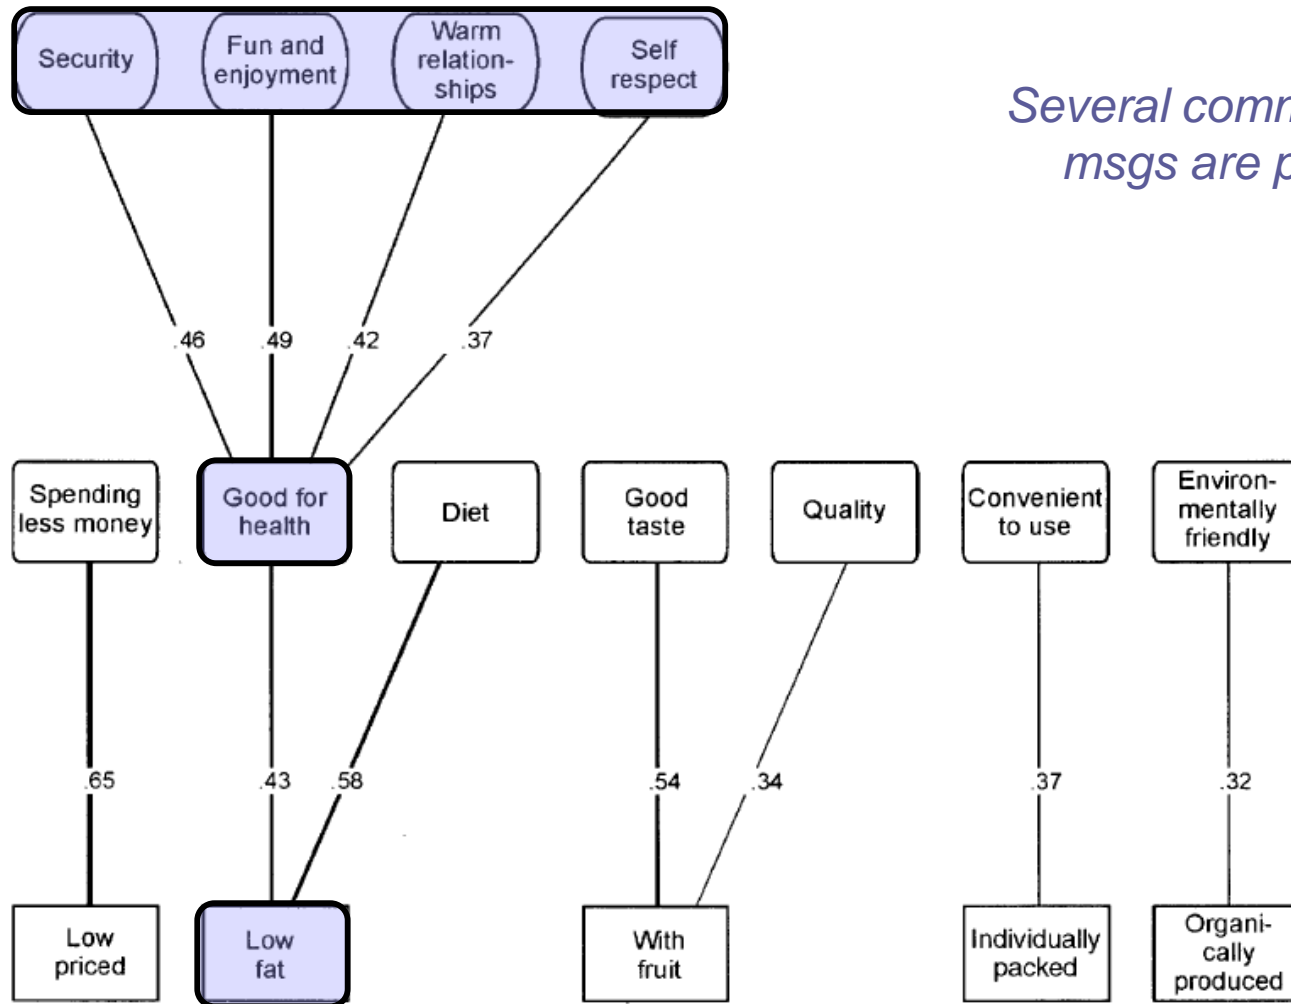 Security
Fun and
enjoyment
Warm
relation-
ships
Self
respect
Several comm
msgs are p
.46
.49
.42
.37
Spending
less money
Good for
health
Diet
Good
taste
Quality
Convenient
to use
Environ-
mentally
friendly
.65
.43
.58
.54
.34
.37
.32
Low
priced
Low
fat
With
fruit
Individually
packed
Organi-
cally
produced